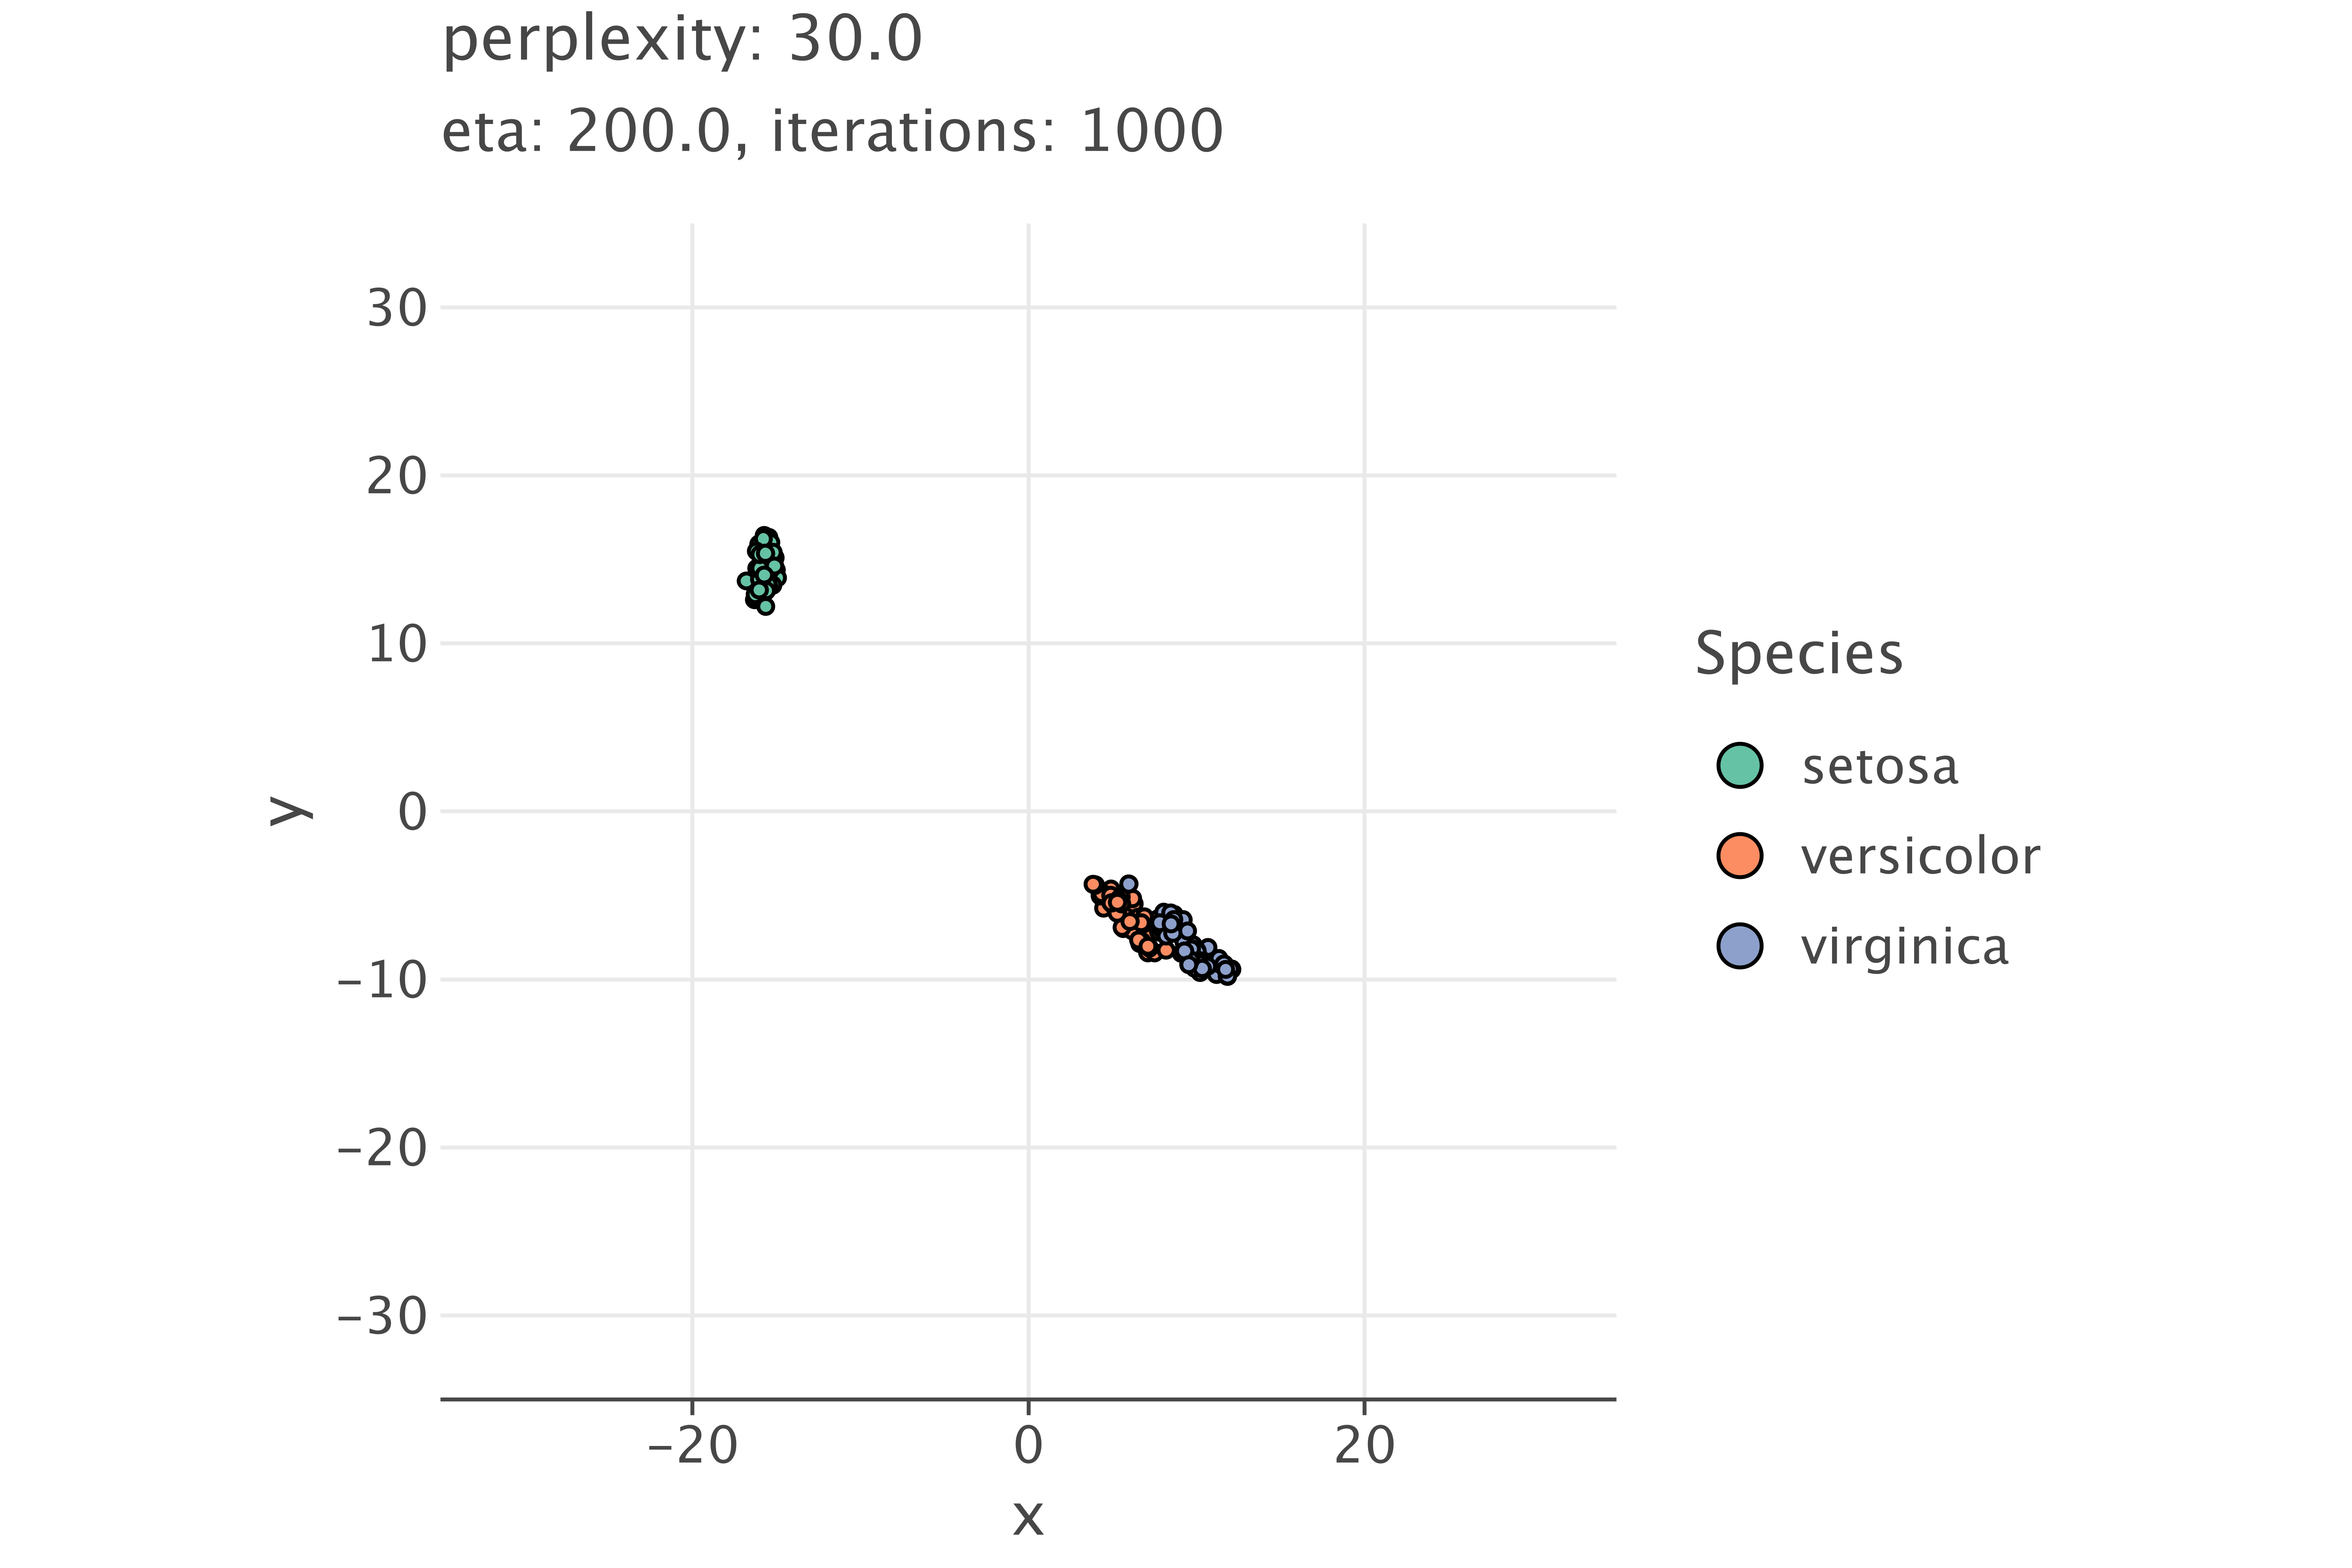 perplexity: 30.0
eta: 200.0, iterations: 1000
30
20
10
0
−10
−20
−30
y
−20 0 20
x
Species
setosa
versicolor
virginica